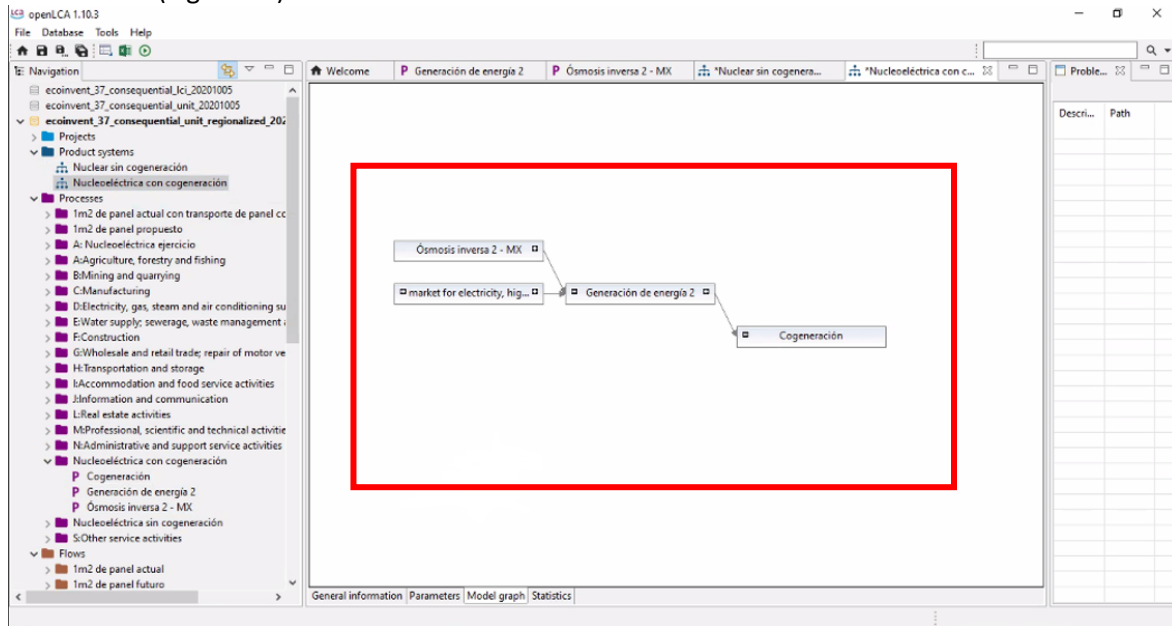 openLCA 1.10.3
File Database Tools Help
Navigation
Welcome
Generación de energía 2
Ósmosis inversa 2 - MX
*Nuclear sin cogenera...
*Nucleoeléctrica con c...
Proble...
ecoinvent_37_consequential_lci_20201005
ecoinvent_37_consequential_unit_20201005
ecoinvent_37_consequential_unit_regionalized_202
Projects
Product systems
Nuclear sin cogeneración
Nucleoeléctrica con cogeneración
Processes
1m2 de panel actual con transporte de panel cc
1m2 de panel propuesto
A: Nucleoeléctrica ejercicio
A:Agriculture, forestry and fishing
B:Mining and quarrying
C:Manufacturing
D:Electricity, gas, steam and air conditioning su
E:Water supply; sewerage, waste management
F:Construction
G:Wholesale and retail trade; repair of motor ve
H:Transportation and storage
I:Accommodation and food service activities
J:Information and communication
L:Real estate activities
M:Professional, scientific and technical activitie
N:Administrative and support service activities
Nucleoeléctrica con cogeneración
P Cogeneración
P Generación de energía 2
P Ósmosis inversa 2 - MX
Nucleoeléctrica sin cogeneración
S:Other service activities
Flows
1m2 de panel actual
1m2 de panel futuro
Ósmosis inversa 2 - MX
market for electricity, hig...
Generación de energía 2
Cogeneración
Descri... Path
General information Parameters Model graph Statistics